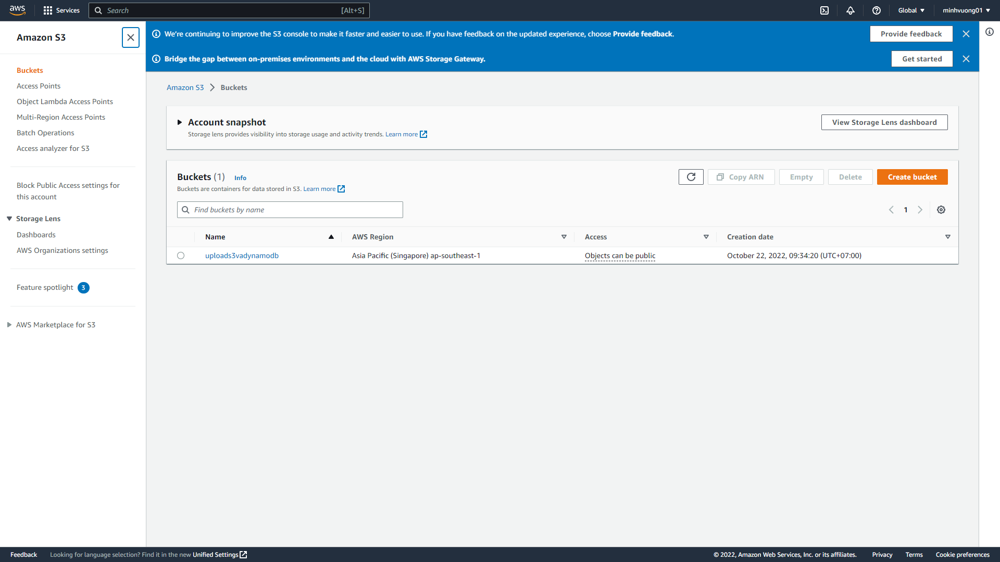 aws
Services
Search
[Alt+S]
Global
minhvuong01
Amazon S3
Buckets
Access Points
Object Lambda Access Points
Multi-Region Access Points
Batch Operations
Access analyzer for S3
Block Public Access settings for
this account
Storage Lens
Dashboards
AWS Organizations settings
Feature spotlight 3
AWS Marketplace for S3
We're continuing to improve the S3 console to make it faster and easier to use. If you have feedback on the updated experience, choose Provide feedback.
Provide feedback
Bridge the gap between on-premises environments and the cloud with AWS Storage Gateway.
Get started
Amazon S3 Buckets
Account snapshot
Storage lens provides visibility into storage usage and activity trends. Learn more
View Storage Lens dashboard
Buckets (1) Info
Buckets are containers for data stored in S3. Learn more
Copy ARN
Empty
Delete
Create bucket
Find buckets by name
1
Name AWS Region Access Creation date
uploads3vadynamodb Asia Pacific (Singapore) ap-southeast-1 Objects can be public October 22, 2022, 09:34:20 (UTC+07:00)
Feedback
Looking for language selection? Find it in the new Unified Settings
© 2022, Amazon Web Services, Inc. or its affiliates.
Privacy
Terms
Cookie preferences